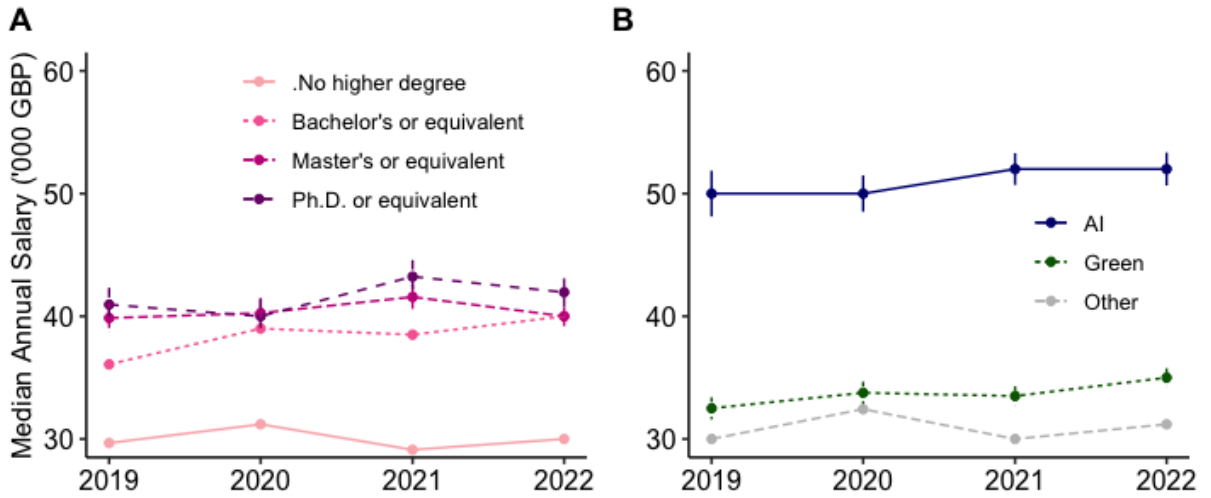 A
Median Annual Salary ('000 GBP)
60
50
40
30
.No higher degree
Bachelor's or equivalent
Master's or equivalent
Ph.D. or equivalent
2019 2020 2021 2022
B
60
50
40
30
AI
Green
Other
2019 2020 2021 2022